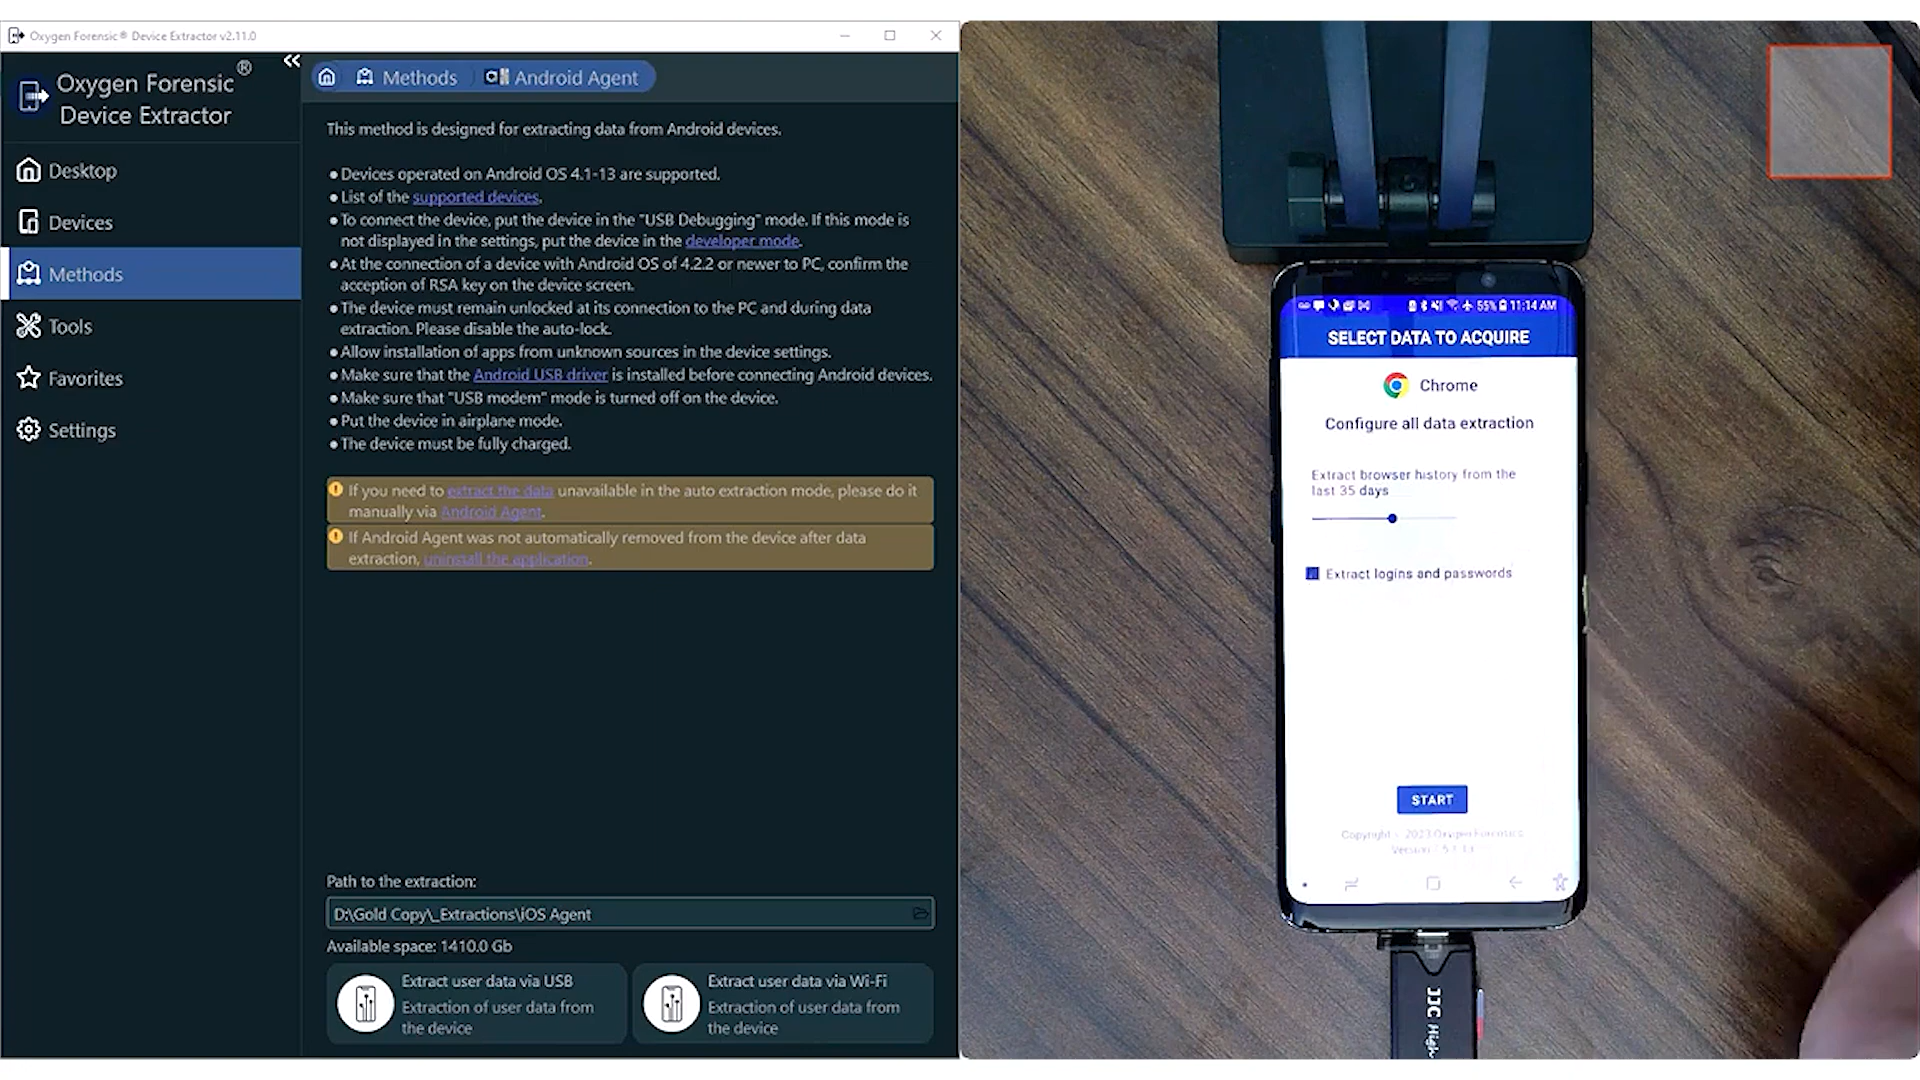 Oxygen Forensic® Device Extractor v2.11.0
Oxygen Forensic ®
Device Extractor
Desktop
Devices
Methods
Tools
Favorites
Settings
Methods
Android Agent
This method is designed for extracting data from Android devices.
● Devices operated on Android OS 4.1-13 are supported.
● List of the supported devices.
● To connect the device, put the device in the "USB Debugging" mode. If this mode is
not displayed in the settings, put the device in the developer mode.
● At the connection of a device with Android OS of 4.2.2 or newer to PC, confirm the
acception of RSA key on the device screen.
● The device must remain unlocked at its connection to the PC and during data
extraction. Please disable the auto-lock.
● Allow installation of apps from unknown sources in the device settings.
● Make sure that the Android USB driver is installed before connecting Android devices.
● Make sure that "USB modem" mode is turned off on the device.
● Put the device in airplane mode.
● The device must be fully charged.
If you need to extract the data unavailable in the auto extraction mode, please do it
manually via Android Agent.
If Android Agent was not automatically removed from the device after data
extraction, uninstall the application.
Path to the extraction:
D:\Gold Copy\_Extractions\iOS Agent
Available space: 1410.0 Gb
Extract user data via USB
Extraction of user data from
the device
Extract user data via Wi-Fi
Extraction of user data from
the device
55% 11:14 AM
SELECT DATA TO ACQUIRE
Chrome
Configure all data extraction
Extract browser history from the
last 35 days
Extract logins and passwords
START
Copyright 2023 Oxygen Forensics
Version
JJC High-